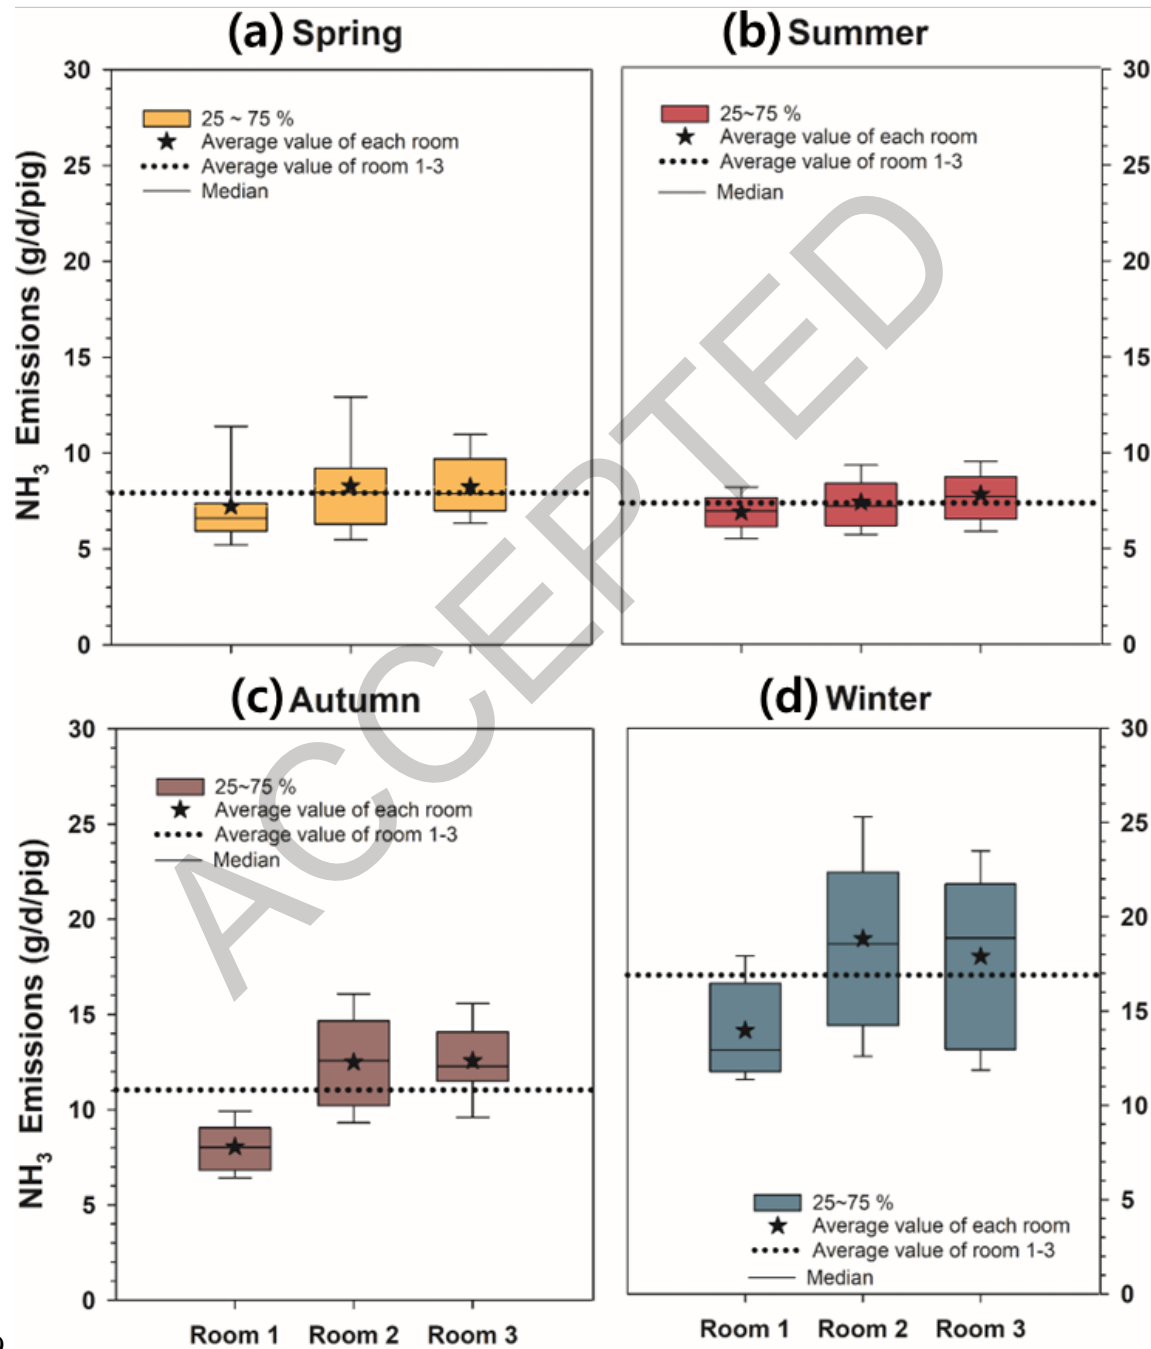 (a) Spring
(b) Summer
30
25
20
15
10
5
0
NH3 Emissions (g/d/pig)
25 ~ 75 %
Average value of each room
Average value of room 1-3
Median
25~75 %
Average value of each room
Average value of room 1-3
Median
30
25
20
15
10
5
0
(c) Autumn
(d) Winter
30
25
20
15
10
5
0
NH3 Emissions (g/d/pig)
25~75 %
Average value of each room
Average value of room 1-3
Median
25~75 %
Average value of each room
Average value of room 1-3
Median
30
25
20
15
10
5
0
Room 1 Room 2 Room 3
Room 1 Room 2 Room 3
ACCEPTED